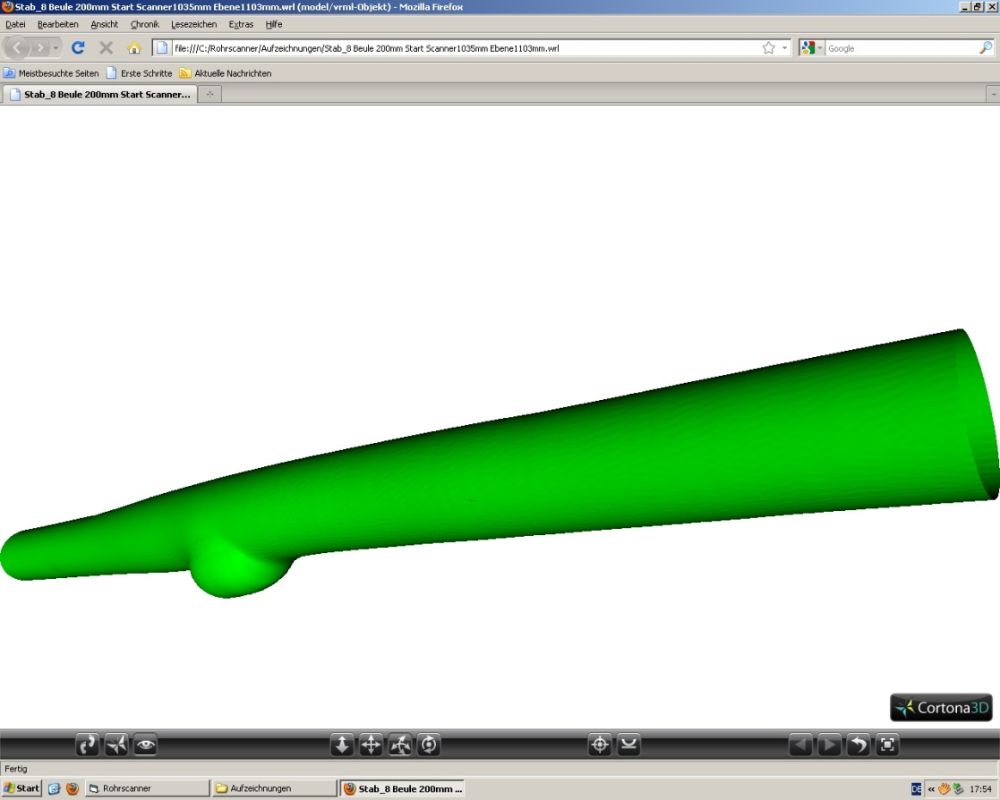 Stab_8 Beule 200mm Start Scanner1035mm Ebene1103mm.wrl (model/vrml-Objekt) - Mozilla Firefox
Datei Bearbeiten Ansicht Chronik Lesezeichen Extras Hilfe
file:///C:/Rohrscanner/Aufzeichnungen/Stab_8 Beule 200mm Start Scanner1035mm Ebene1103mm.wrl
Google
Meistbesuchte Seiten Erste Schritte Aktuelle Nachrichten
Stab_8 Beule 200mm Start Scanner...
Cortona3D
Fertig
Start Rohrscanner Aufzeichnungen Stab_8 Beule 200mm ... DE « 17:54